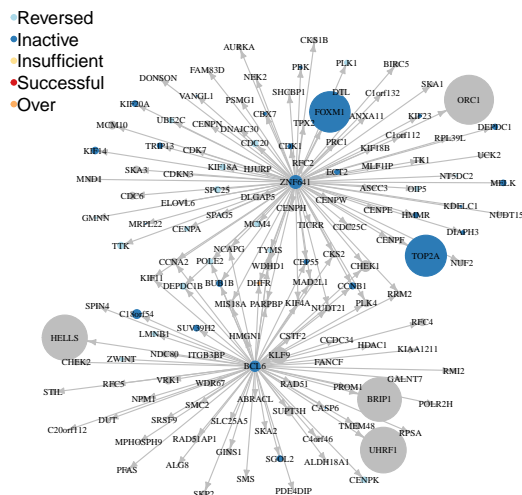 Reversed
Inactive
Insufficient
Successful
Over
CKS1B
AURKA
PBK
PLK1
BIRC5
FAM83D
NEK2
DONSON
SHCBP1
DTL
C1orf132
SKA1
VANGL1
PSMG1
KIF20A
CBX7
FOXM1
ANXA11
ORC1
UBE2C
TPX2
KIF23
MCM10
CENPN
DNAJC30
PRC1
C1orf112
DEPDC1
TRIP13
CDC20
CDK1
RPL39L
KIF14
CDK7
RFC2
KIF18B
UCK2
SKA3
KIF18A
HJURP
ECT2
MLF1IP
TK1
CDKN3
NT5DC2
MND1
ZNF641
MELK
SPC25
ASCC3
OIP5
CDC6
DLGAP5
CENPW
KDELC1
ELOVL6
CENPH
CENPE
HMMR
GMNN
SPAG5
NUDT15
MRPL22
MCM4
TICRR
CDC25C
CENPA
DIAPH3
TTK
CENPF
NCAPG
TYMS
CKS2
TOP2A
NUF2
CCNA2
POLE2
CEP55
WDHD1
CHEK1
KIF11
BUB1B
DHFR
MAD2L1
CCNB1
DEPDC1B
RRM2
MIS18A
PARPBP
KIF4A
PLK4
SPIN4
NUDT21
C18orf54
SUV39H2
RFC4
LMNB1
HMGN1
CSTF2
HELLS
CCDC34
HDAC1
NDC80
ITGB3BP
KLF9
KIAA1211
ZWINT
CHEK2
BCL6
FANCF
RMI2
RFC5
VRK1
WDR67
RAD51
GALNT7
STIL
PROM1
NPM1
ABRACL
BRIP1
POLR2H
SMC2
CASP6
DUT
SRSF9
SLC25A5
SUPT3H
TMEM48
C20orf112
RPSA
SKA2
MPHOSPH9
RAD51AP1
C4orf46
UHRF1
GINS1
SGOL2
PFAS
ALG8
ALDH18A1
SMS
CENPK
SKP2
PDE4DIP